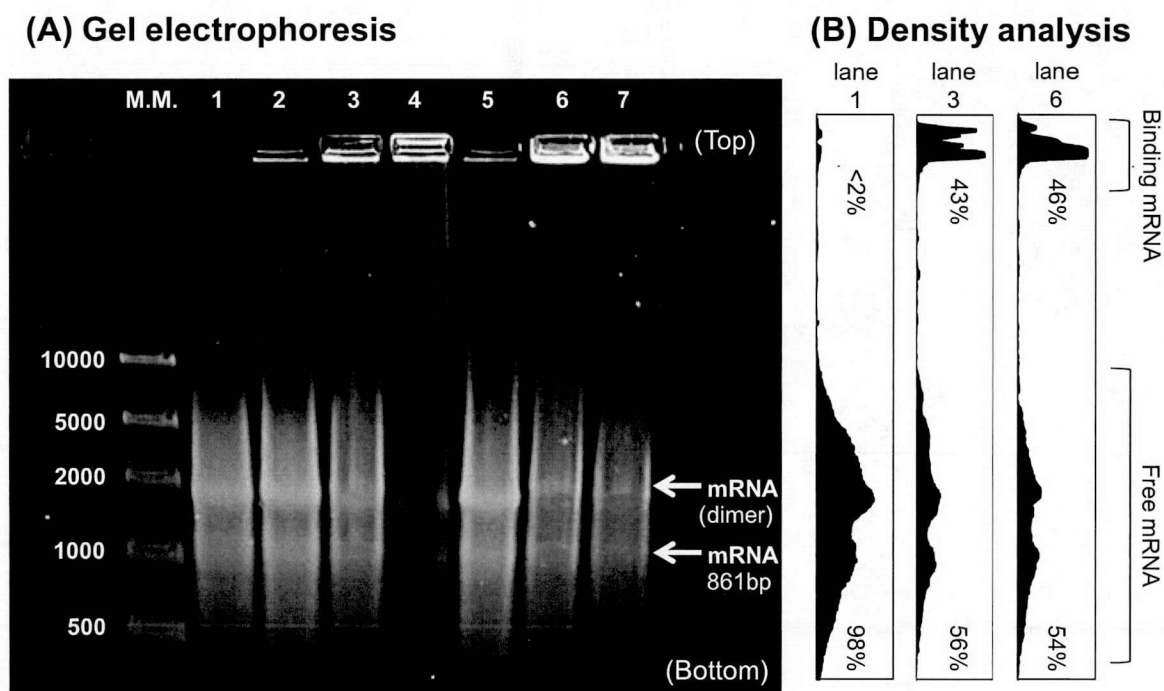 (A) Gel electrophoresis
M.M. 1 2 3 4 5 6 7
(Top)
10000
5000
2000
1000
500
mRNA
(dimer)
mRNA
861bp
(Bottom)
(B) Density analysis
lane
1
lane
3
lane
6
<2%
43%
46%
Binding mRNA
98%
56%
54%
Free mRNA